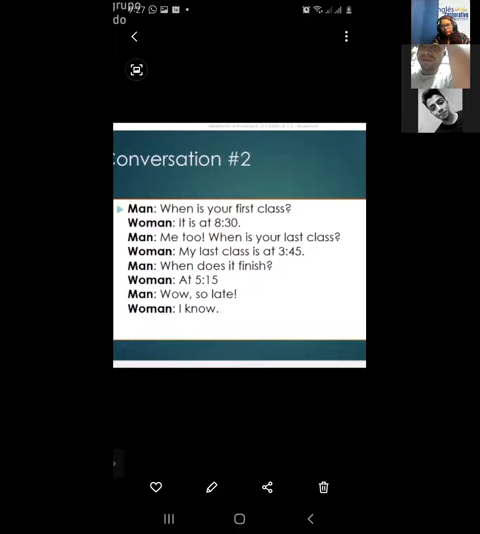 grupo
do
Conversation #2
Man: When is your first class?
Woman: It is at 8:30.
Man: Me too! When is your last class?
Woman: My last class is at 3:45.
Man: When does it finish?
Woman: At 5:15
Man: Wow, so late!
Woman: I know.